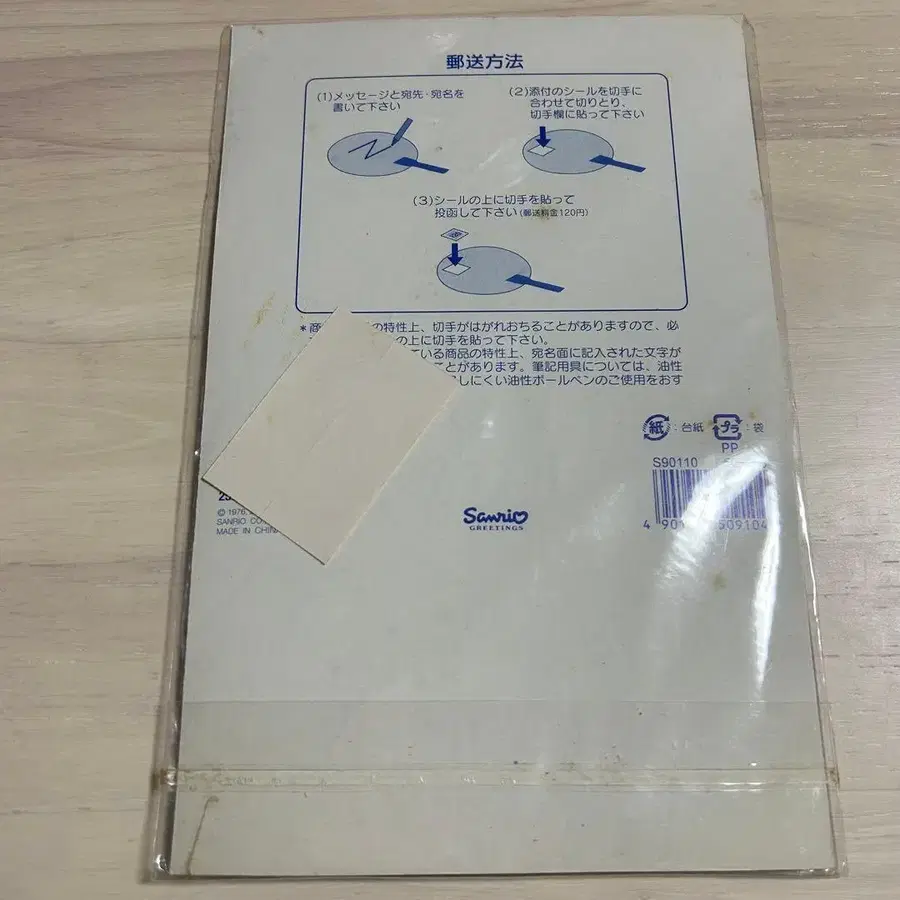 郵送方法
(1)メッセージと宛先・宛名を
書いて下さい
(2)添付のシールを切手に
合わせて切りとり、
切手欄に貼って下さい
(3)シールの上に切手を貼って
投函して下さい(郵送料金120円)
＊商 の特性上、切手がはがれおちることがありますので、必
の上に切手を貼って下さい。
ている商品の特性上、宛名面に記入された文字が
ことがあります。筆記用具については、油性
しにくい油性ボールペンのご使用をおす
紙:台紙 プラ:袋
PP
S90110
4 901 509104
© 1976,
SANRIO CO
MADE IN CHINA
Sanrio
GREETINGS